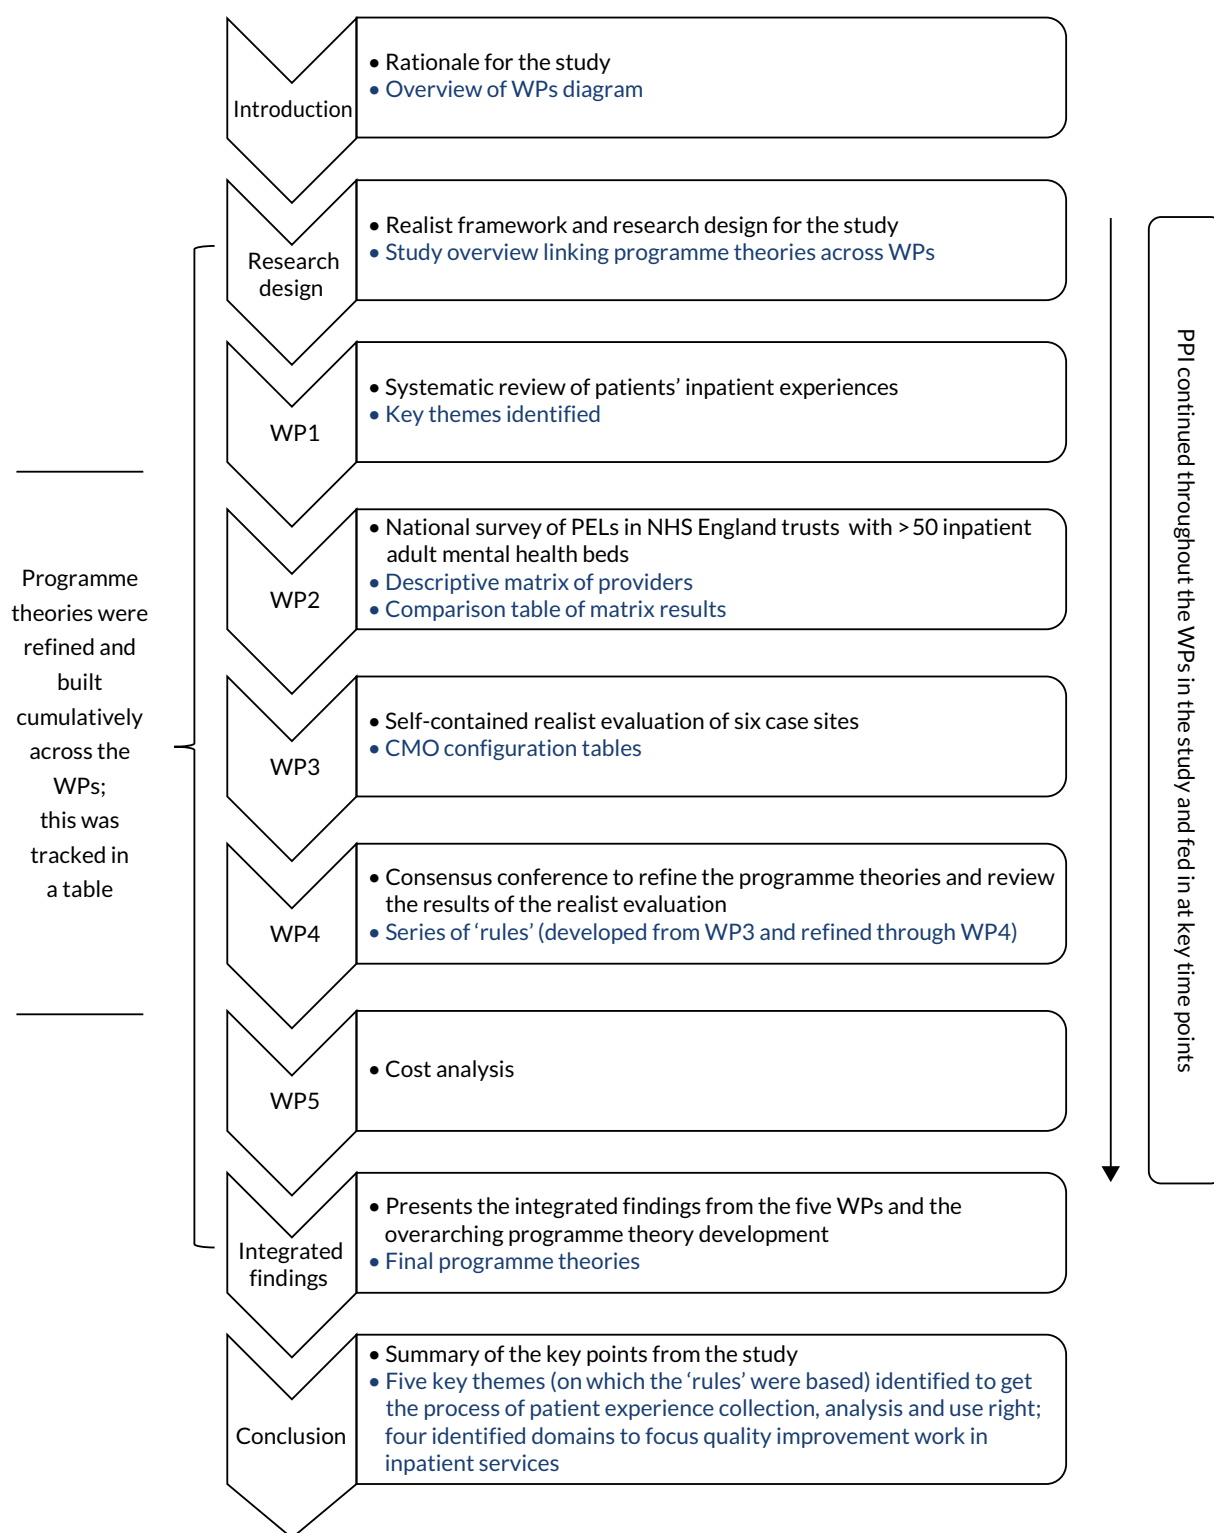 Introduction
• Rationale for the study
• Overview of WPs diagram
Research
design
• Realist framework and research design for the study
• Study overview linking programme theories across WPs
WP1
• Systematic review of patients’ inpatient experiences
• Key themes identified
WP2
• National survey of PELs in NHS England trusts with >50 inpatient
adult mental health beds
• Descriptive matrix of providers
• Comparison table of matrix results
WP3
• Self-contained realist evaluation of six case sites
• CMO configuration tables
WP4
• Consensus conference to refine the programme theories and review
the results of the realist evaluation
• Series of ‘rules’ (developed from WP3 and refined through WP4)
WP5
• Cost analysis
Integrated
findings
• Presents the integrated findings from the five WPs and the
overarching programme theory development
• Final programme theories
Conclusion
• Summary of the key points from the study
• Five key themes (on which the ‘rules’ were based) identified to get
the process of patient experience collection, analysis and use right;
four identified domains to focus quality improvement work in
inpatient services
Programme
theories were
refined and
built
cumulatively
across the
WPs;
this was
tracked in
a table
PPI continued throughout the WPs in the study and fed in at key time points